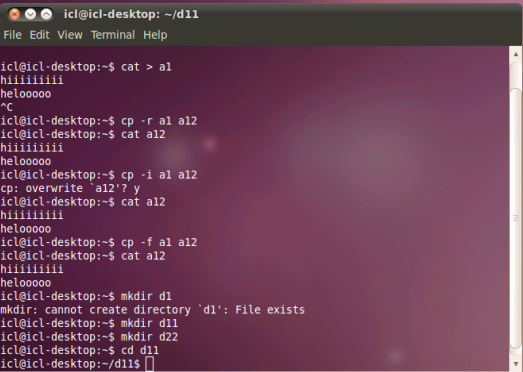 icl@icl-desktop: ~/d11
File Edit View Terminal Help
icl@icl-desktop:~$ cat > a1
hiiiiiiiii
helooooo
^C
icl@icl-desktop:~$ cp -r a1 a12
icl@icl-desktop:~$ cat a12
hiiiiiiiii
helooooo
icl@icl-desktop:~$ cp -i a1 a12
cp: overwrite `a12'? y
icl@icl-desktop:~$ cat a12
hiiiiiiiii
helooooo
icl@icl-desktop:~$ cp -f a1 a12
icl@icl-desktop:~$ cat a12
hiiiiiiiii
helooooo
icl@icl-desktop:~$ mkdir d1
mkdir: cannot create directory `d1': File exists
icl@icl-desktop:~$ mkdir d11
icl@icl-desktop:~$ mkdir d22
icl@icl-desktop:~$ cd d11
icl@icl-desktop:~/d11$